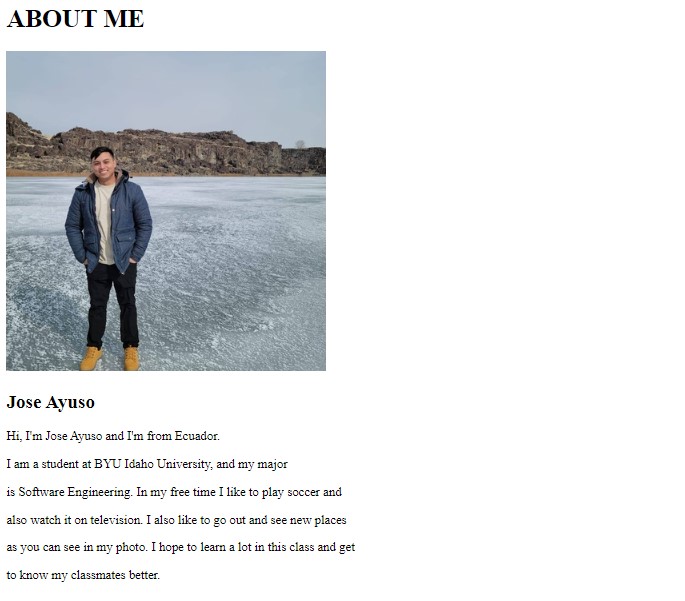 ABOUT ME
Jose Ayuso
Hi, I'm Jose Ayuso and I'm from Ecuador.
I am a student at BYU Idaho University, and my major
is Software Engineering. In my free time I like to play soccer and
also watch it on television. I also like to go out and see new places
as you can see in my photo. I hope to learn a lot in this class and get
to know my classmates better.